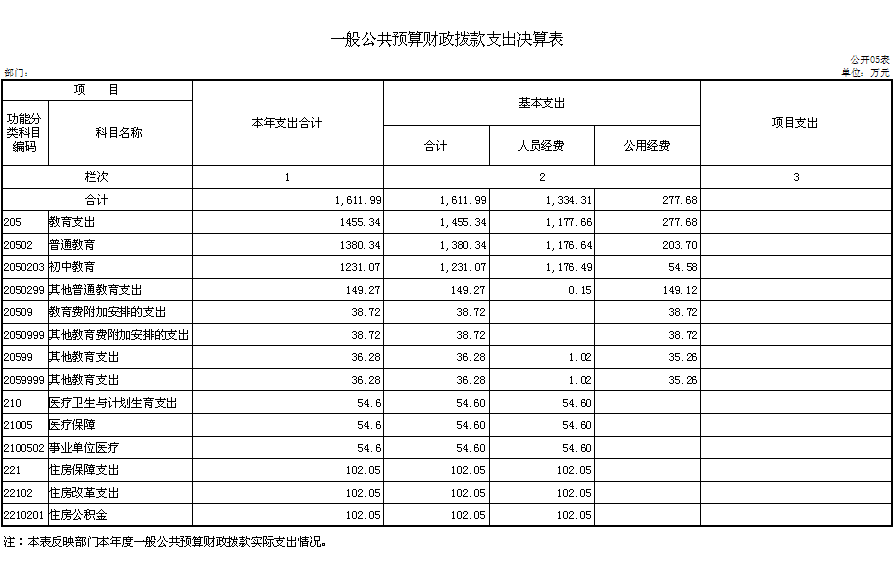 一般公共预算财政拨款支出决算表
公开05表
部门: 单位: 万元
项 目 本年支出合计 基本支出 项目支出
功能分类科目编码 科目名称 合计 人员经费 公用经费
栏次 1 2 3
合计 1,611.99 1,611.99 1,334.31 277.68
205 教育支出 1455.34 1,455.34 1,177.66 277.68
20502 普通教育 1380.34 1,380.34 1,176.64 203.70
2050203 初中教育 1231.07 1,231.07 1,176.49 54.58
2050299 其他普通教育支出 149.27 149.27 0.15 149.12
20509 教育费附加安排的支出 38.72 38.72 38.72
2050999 其他教育费附加安排的支出 38.72 38.72 38.72
20599 其他教育支出 36.28 36.28 1.02 35.26
2059999 其他教育支出 36.28 36.28 1.02 35.26
210 医疗卫生与计划生育支出 54.6 54.60 54.60
21005 医疗保障 54.6 54.60 54.60
2100502 事业单位医疗 54.6 54.60 54.60
221 住房保障支出 102.05 102.05 102.05
22102 住房改革支出 102.05 102.05 102.05
2210201 住房公积金 102.05 102.05 102.05
注：本表反映部门本年度一般公共预算财政拨款实际支出情况。